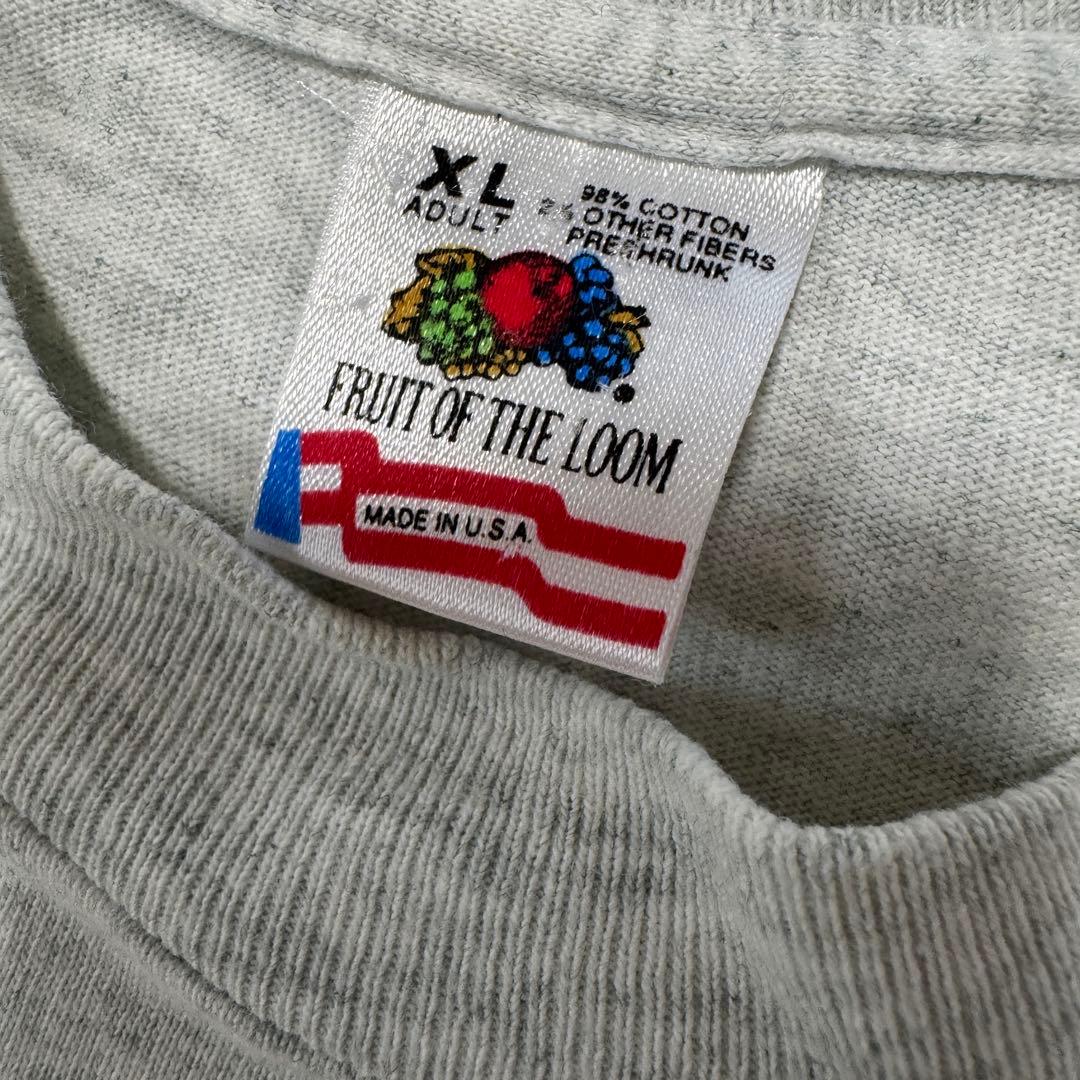 XL
ADULT
98% COTTON
2% OTHER FIBERS
PRESHRUNK
FRUIT OF THE LOOM
MADE IN U.S.A.